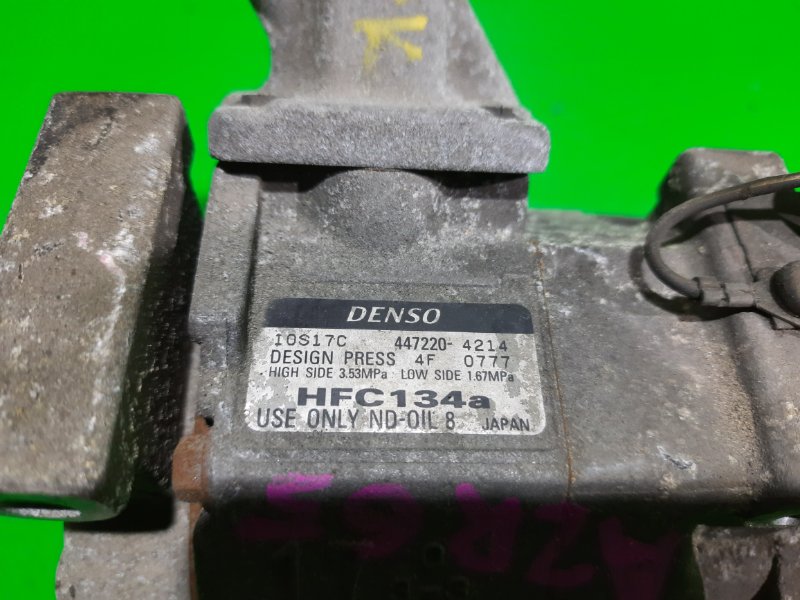 K
DENSO
10S17C 447220-4214
DESIGN PRESS 4F 0777
HIGH SIDE 3.53MPa LOW SIDE 1.67MPa
HFC134a
USE ONLY ND-OIL 8 JAPAN
AZR65